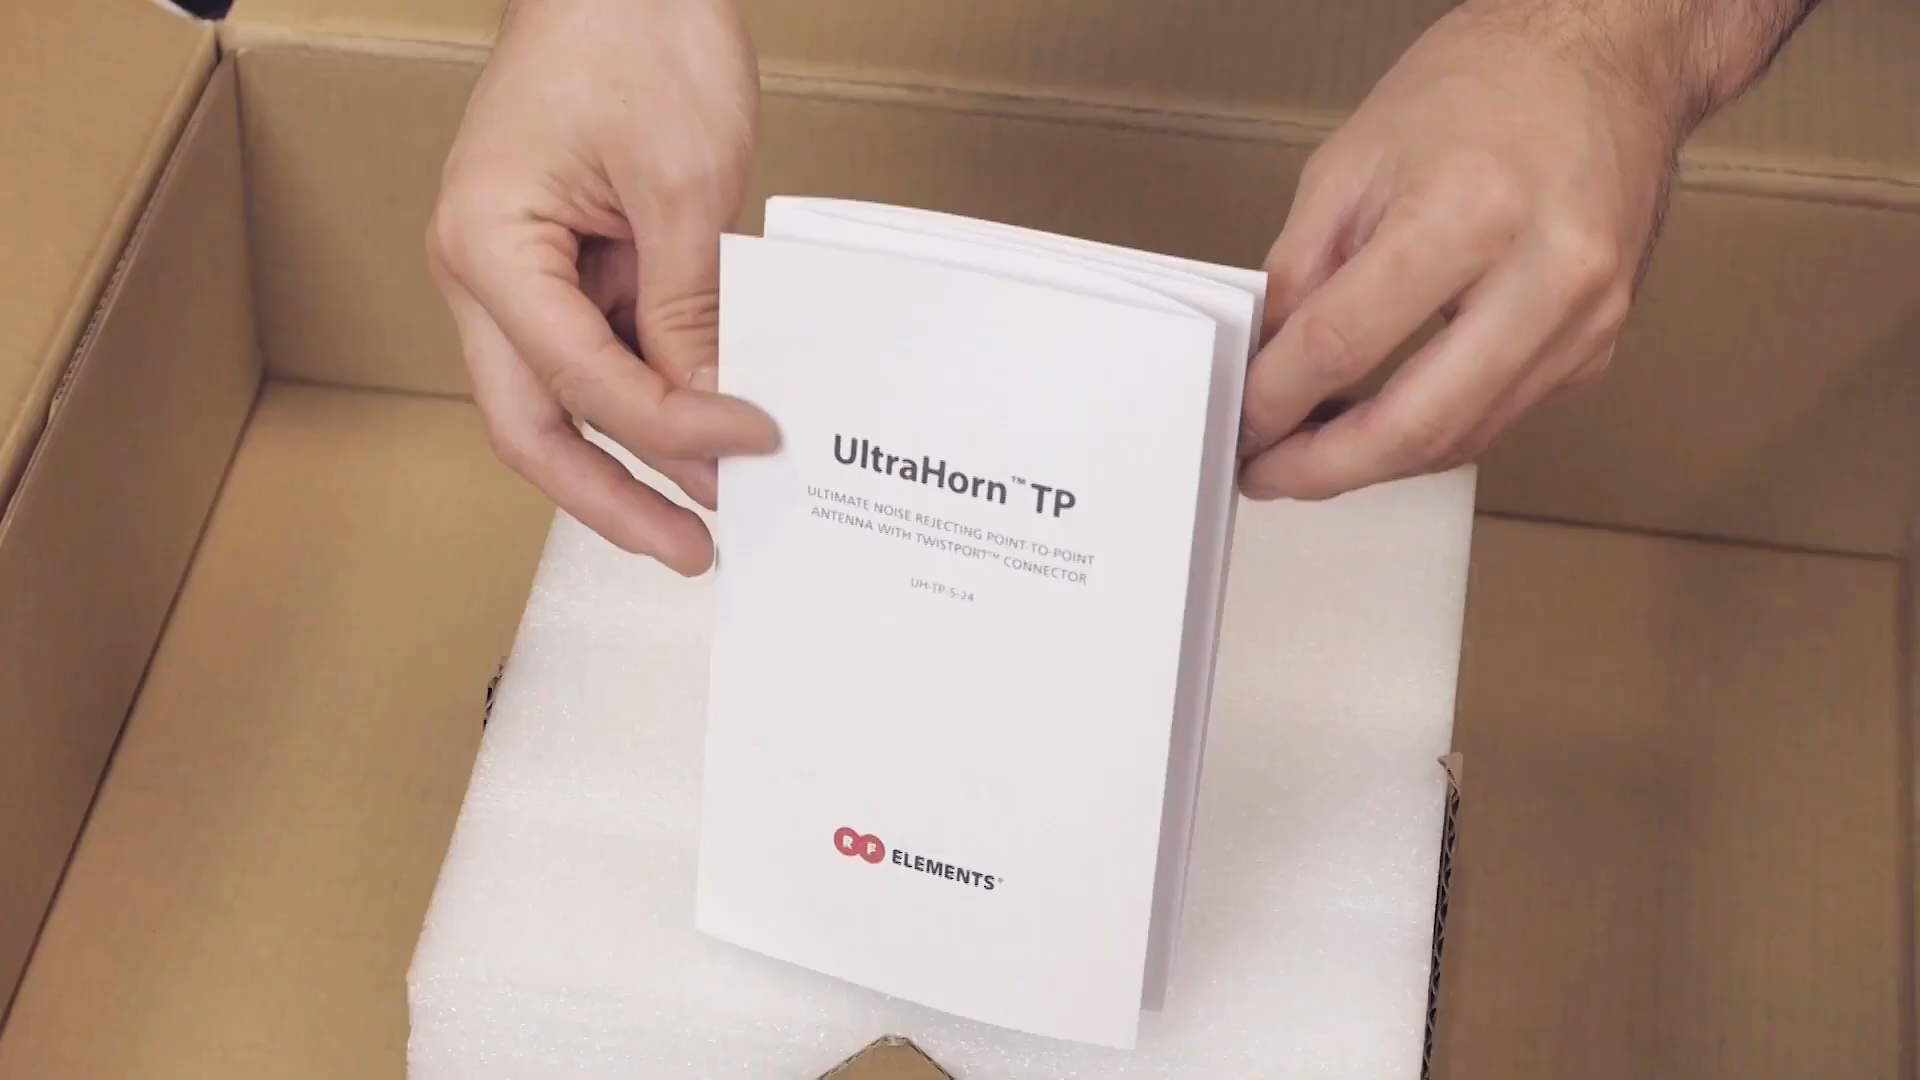 UltraHorn™ TP
ULTIMATE NOISE REJECTING POINT-TO-POINT
ANTENNA WITH TWISTPORT™ CONNECTOR
UH-TP-5-24
RF ELEMENTS®